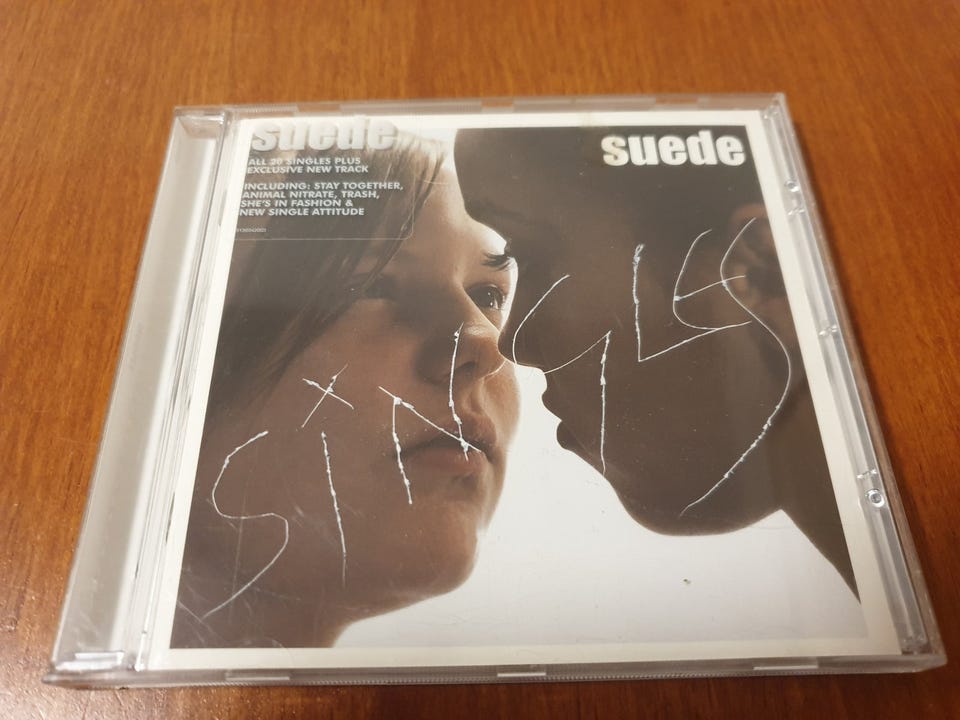 suede
ALL 20 SINGLES PLUS
EXCLUSIVE NEW TRACK
INCLUDING: STAY TOGETHER,
ANIMAL NITRATE, TRASH,
SHE'S IN FASHION &
NEW SINGLE ATTITUDE
suede
SINGLES